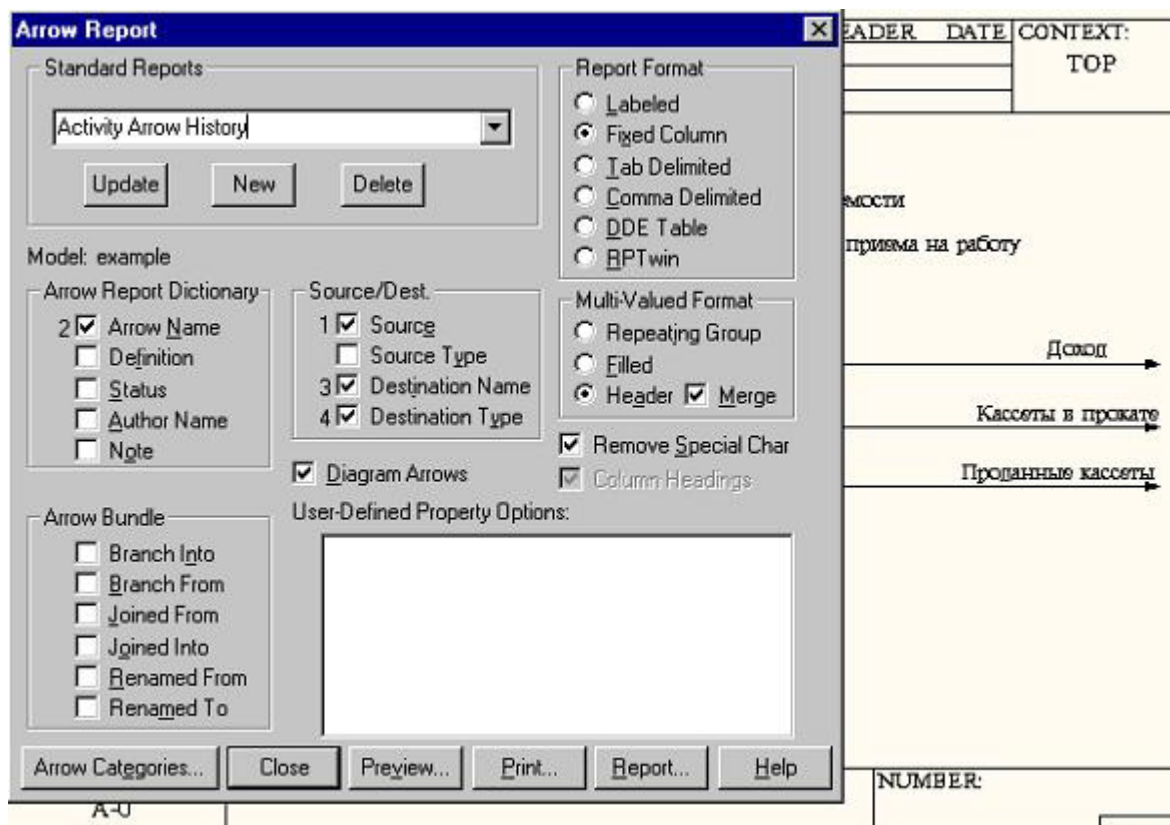 Arrow Report
Standard Reports
Activity Arrow History
Update New Delete
Model: example
Arrow Report Dictionary
2 Arrow Name
Definition
Status
Author Name
Note
Source/Dest.
1 Source
Source Type
3 Destination Name
4 Destination Type
Diagram Arrows
Report Format
Labeled
Fixed Column
Tab Delimited
Comma Delimited
DDE Table
RPTwin
Multi-Valued Format
Repeating Group
Filled
Header Merge
Remove Special Char
Column Headings
Arrow Bundle
Branch Into
Branch From
Joined From
Joined Into
Renamed From
Renamed To
User-Defined Property Options:
Arrow Categories... Close Preview... Print... Report... Help
EADER DATE CONTEXT:
TOP
емости
приема на работу
Доход
Кассеты в прокате
Проданные кассеты
NUMBER:
A-0